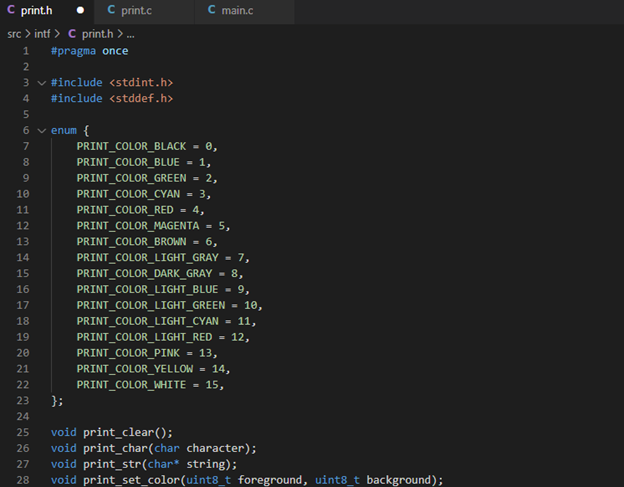 print.h
print.c
main.c
src > intf > C print.h > ...
1 #pragma once
2
3 #include <stdint.h>
4 #include <stddef.h>
5
6 enum {
7     PRINT_COLOR_BLACK = 0,
8     PRINT_COLOR_BLUE = 1,
9     PRINT_COLOR_GREEN = 2,
10     PRINT_COLOR_CYAN = 3,
11     PRINT_COLOR_RED = 4,
12     PRINT_COLOR_MAGENTA = 5,
13     PRINT_COLOR_BROWN = 6,
14     PRINT_COLOR_LIGHT_GRAY = 7,
15     PRINT_COLOR_DARK_GRAY = 8,
16     PRINT_COLOR_LIGHT_BLUE = 9,
17     PRINT_COLOR_LIGHT_GREEN = 10,
18     PRINT_COLOR_LIGHT_CYAN = 11,
19     PRINT_COLOR_LIGHT_RED = 12,
20     PRINT_COLOR_PINK = 13,
21     PRINT_COLOR_YELLOW = 14,
22     PRINT_COLOR_WHITE = 15,
23 };
24
25 void print_clear();
26 void print_char(char character);
27 void print_str(char* string);
28 void print_set_color(uint8_t foreground, uint8_t background);